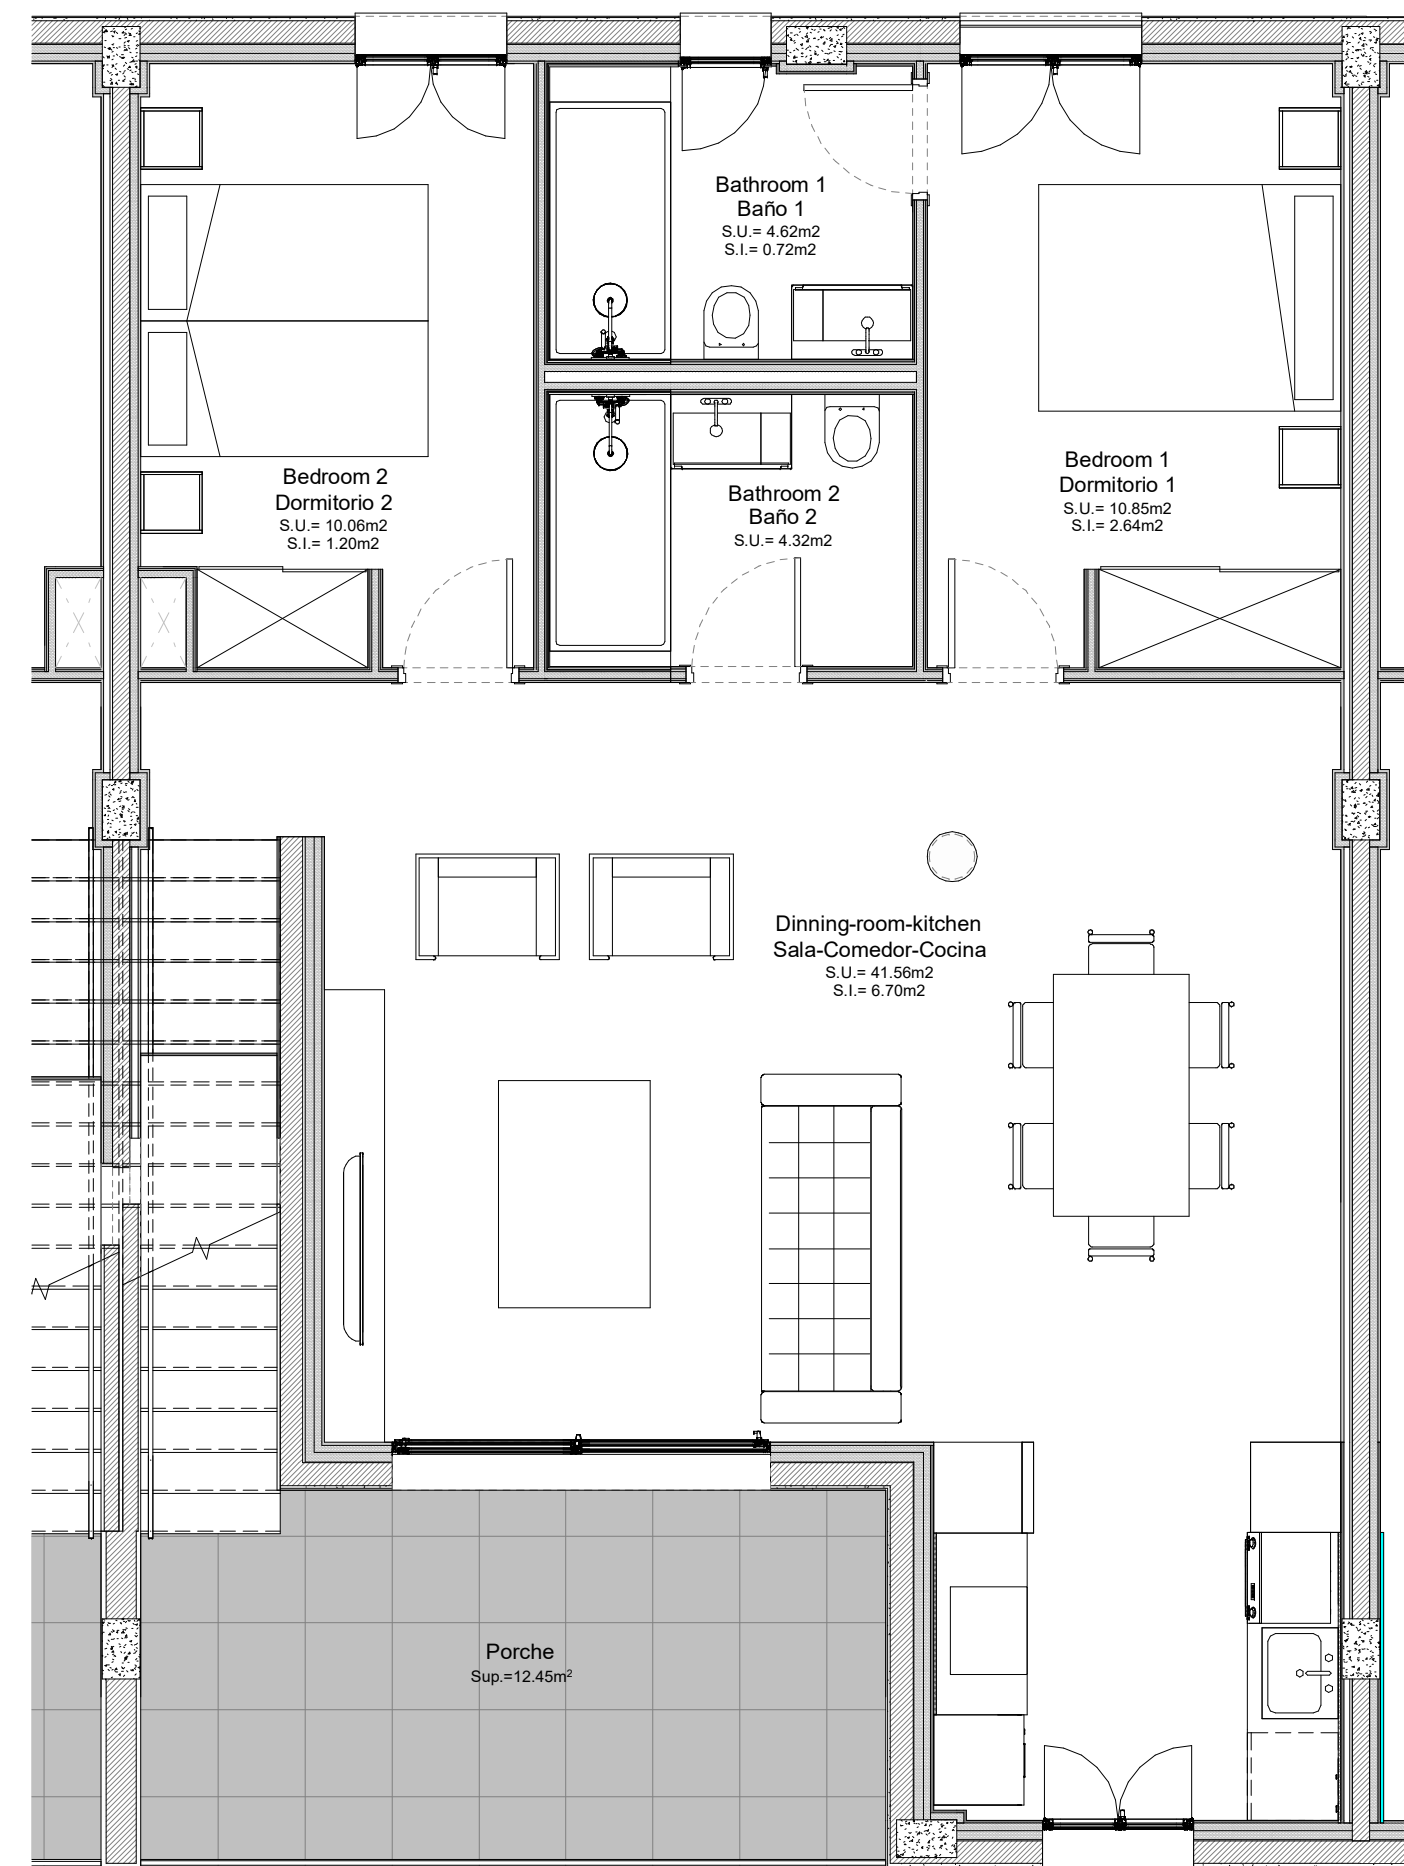 Bathroom 1
Baño 1
S.U.= 4.62m2
S.I.= 0.72m2
Bedroom 2
Dormitorio 2
S.U.= 10.06m2
S.I.= 1.20m2
Bathroom 2
Baño 2
S.U.= 4.32m2
Bedroom 1
Dormitorio 1
S.U.= 10.85m2
S.I.= 2.64m2
Dinning-room-kitchen
Sala-Comedor-Cocina
S.U.= 41.56m2
S.I.= 6.70m2
Porche
Sup.=12.45m²